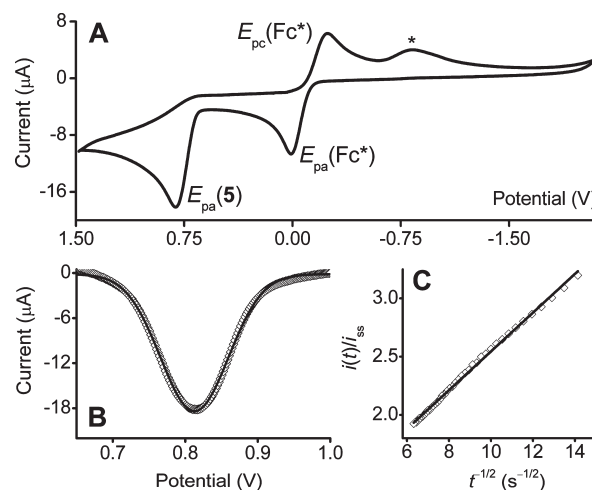 A
E_pc(Fc*)
*
E_pa(Fc*)
E_pa(5)
Current (μA)
8
0
-8
-16
Potential (V)
1.50
0.75
0.00
-0.75
-1.50
B
Current (μA)
0
-6
-12
-18
0.7
0.8
0.9
1.0
Potential (V)
C
i(t)/i_ss
3.0
2.5
2.0
6
8
10
12
14
t^-1/2 (s^-1/2)